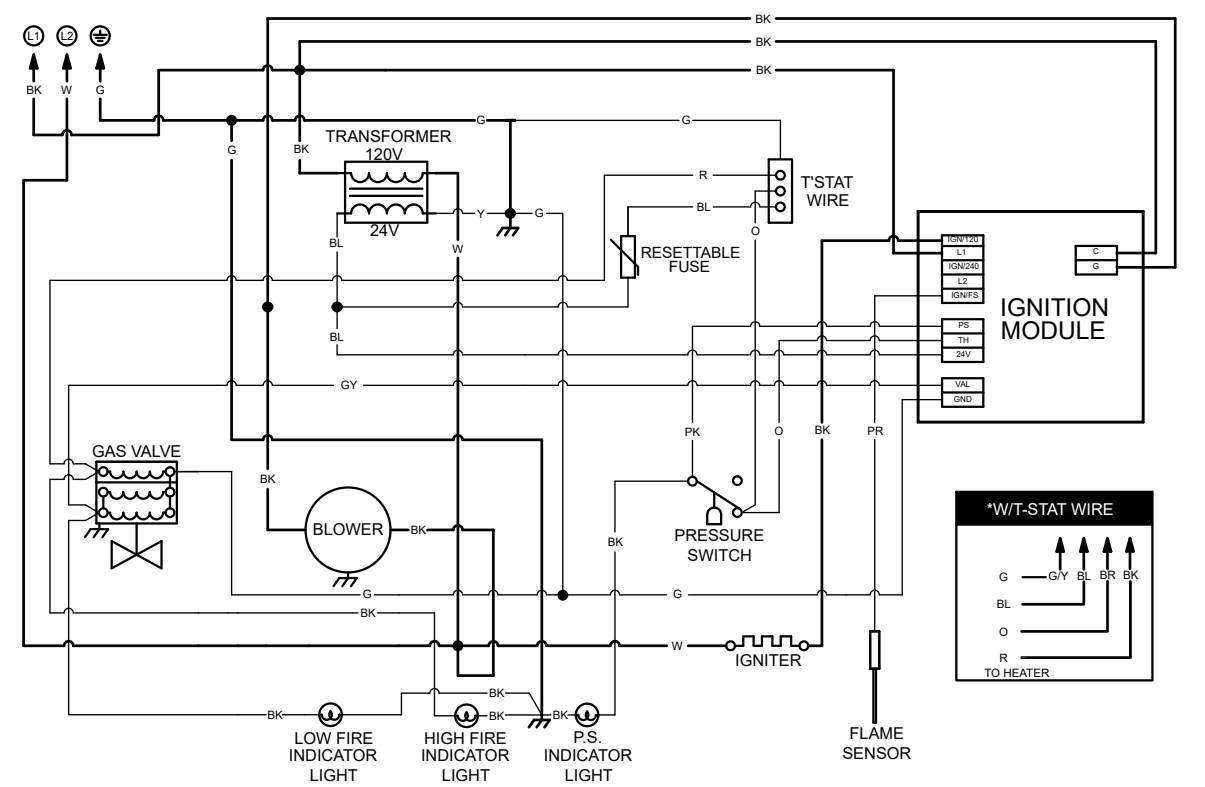 BK
L1
L2
BK
BK
BK
W
G
G
BK
TRANSFORMER
120V
24V
G
G
R
BL
T'STAT
WIRE
Y
G
O
BL
W
RESETTABLE
FUSE
BL
IGN/120
L1
IGN/240
L2
IGN/FS
PS
TH
24V
VAL
GND
C
G
IGNITION
MODULE
GY
PK
O
BK
PR
GAS VALVE
BK
BLOWER
BK
BK
PRESSURE
SWITCH
*W/T-STAT WIRE
G
G/Y
BL
BR
BK
BL
O
R
TO HEATER
G
G
BK
W
IGNITER
BK
BK
BK
BK
LOW FIRE
INDICATOR
LIGHT
HIGH FIRE
INDICATOR
LIGHT
P.S.
INDICATOR
LIGHT
FLAME
SENSOR